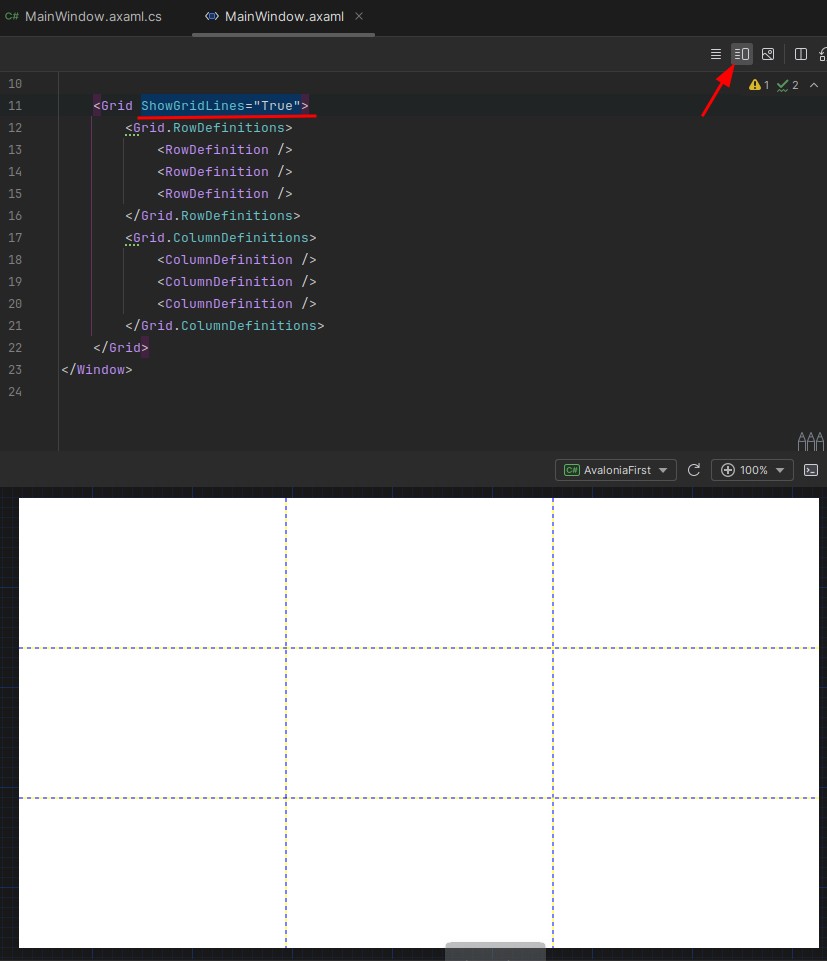 C# MainWindow.axaml.cs MainWindow.axaml
1 2
10
11 <Grid ShowGridLines="True">
12 <Grid.RowDefinitions>
13 <RowDefinition />
14 <RowDefinition />
15 <RowDefinition />
16 </Grid.RowDefinitions>
17 <Grid.ColumnDefinitions>
18 <ColumnDefinition />
19 <ColumnDefinition />
20 <ColumnDefinition />
21 </Grid.ColumnDefinitions>
22 </Grid>
23 </Window>
24
C# AvaloniaFirst 100%